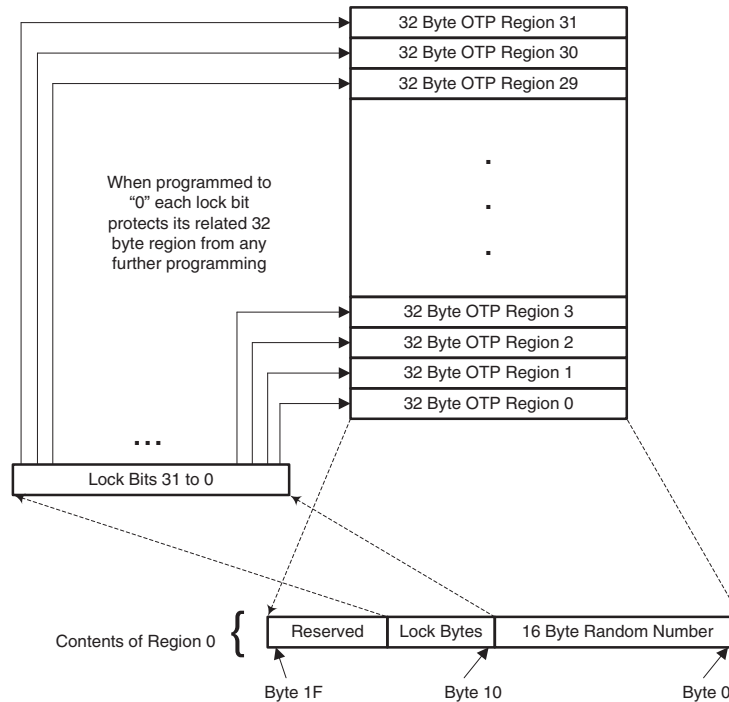 32 Byte OTP Region 31
32 Byte OTP Region 30
32 Byte OTP Region 29
.
.
.
When programmed to
“0” each lock bit
protects its related 32
byte region from any
further programming
32 Byte OTP Region 3
32 Byte OTP Region 2
32 Byte OTP Region 1
32 Byte OTP Region 0
...
Lock Bits 31 to 0
Contents of Region 0 {
Reserved
Lock Bytes
16 Byte Random Number
Byte 1F
Byte 10
Byte 0